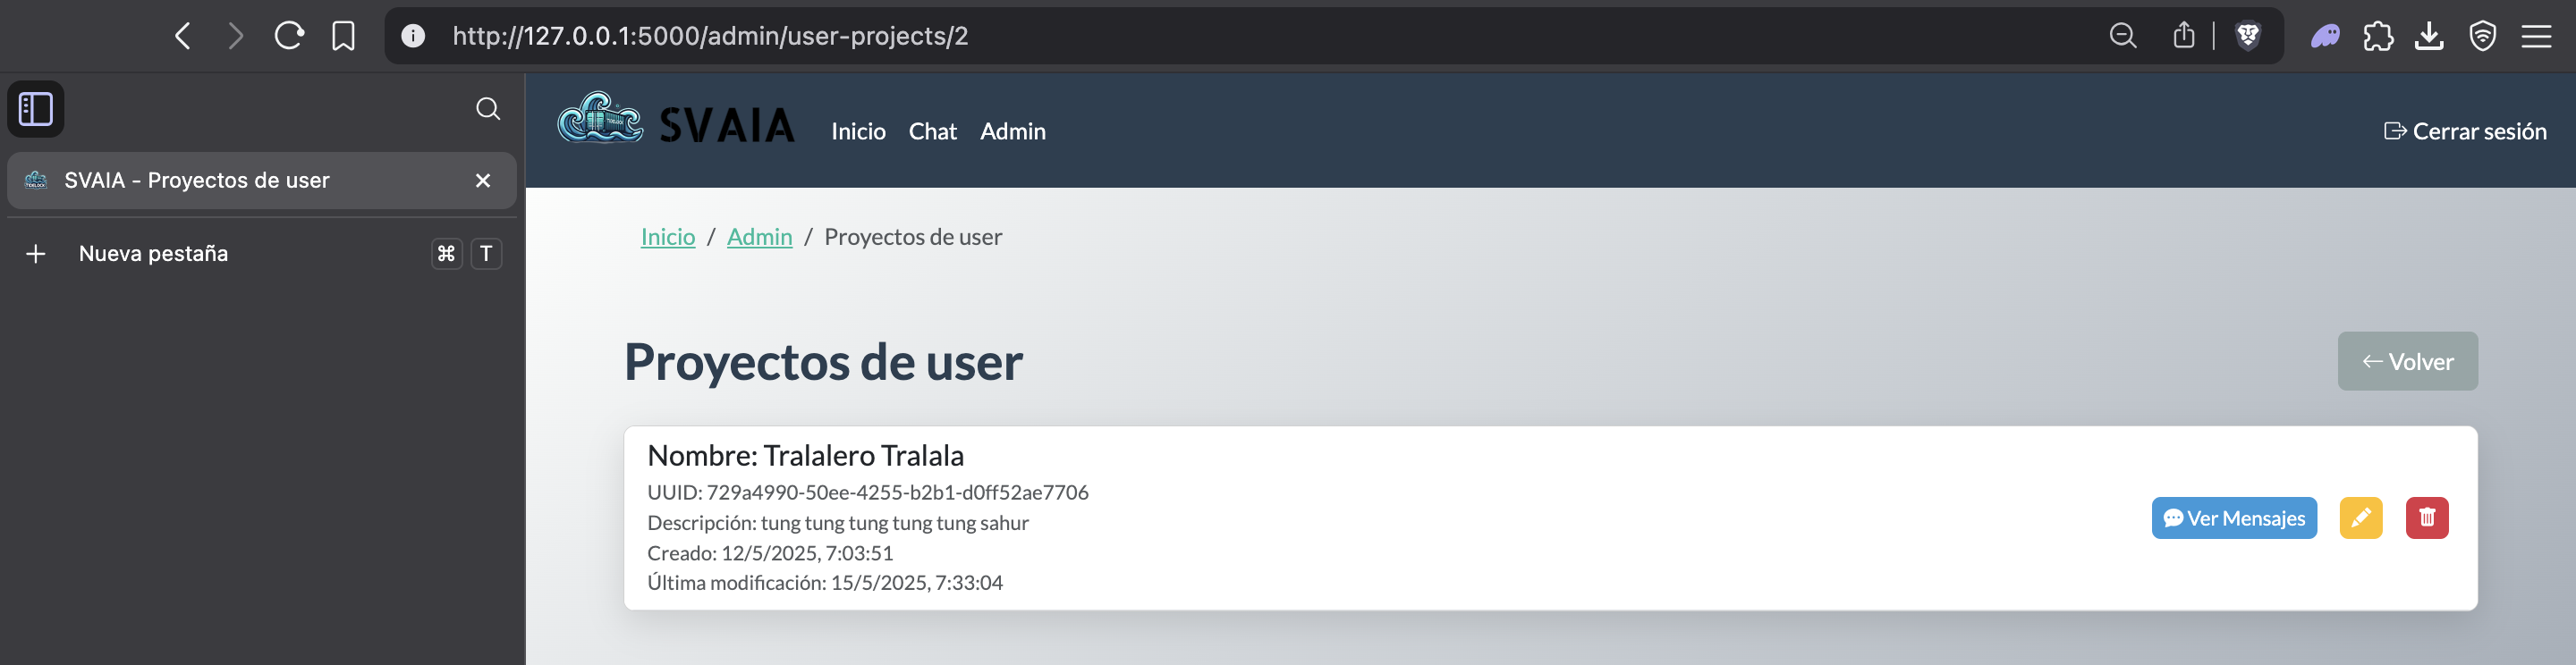 http://127.0.0.1:5000/admin/user-projects/2
SVAIA - Proyectos de user
Nueva pestaña
⌘ T
SVAIA Inicio Chat Admin Cerrar sesión
Inicio / Admin / Proyectos de user
Proyectos de user
← Volver
Nombre: Tralalero Tralala
UUID: 729a4990-50ee-4255-b2b1-d0ff52ae7706
Descripción: tung tung tung tung tung sahur
Creado: 12/5/2025, 7:03:51
Última modificación: 15/5/2025, 7:33:04
Ver Mensajes